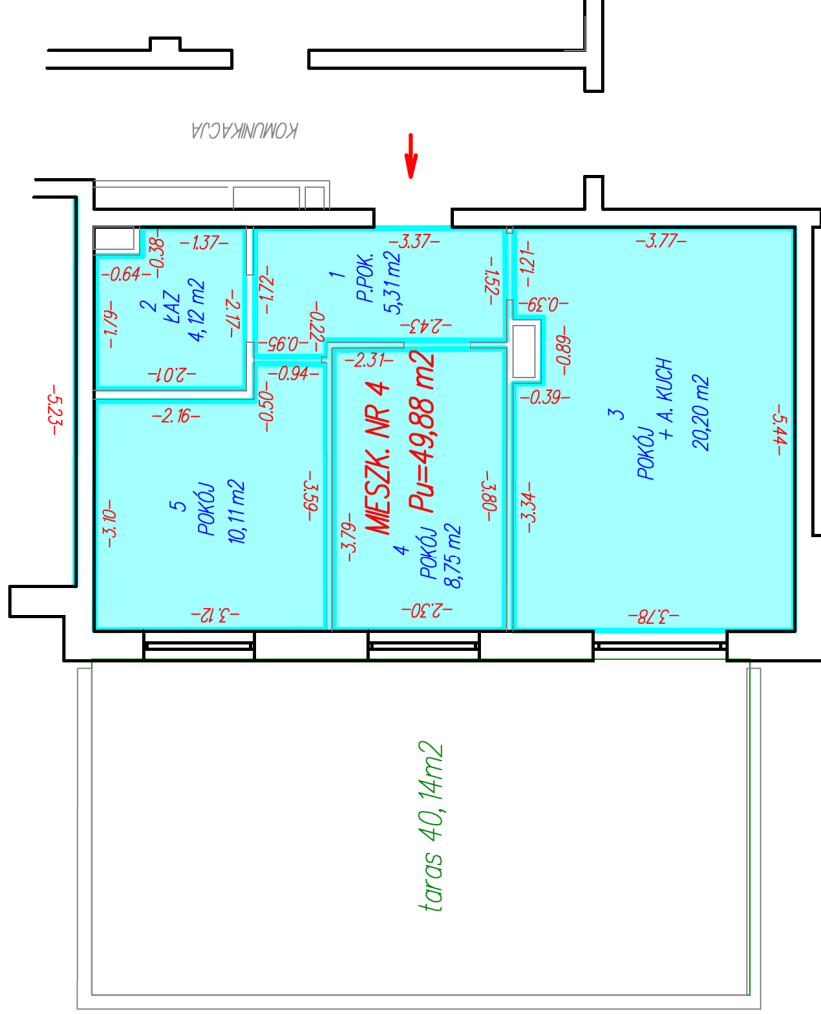 KOMUNIKACJA
-1.37-
-0.38-
-0.64-
-1.79-
2
ŁAZ
4,12 m2
-2.17-
-2.01-
-3.37-
1
P.POK.
5,31 m2
-1.72-
-0.22-
-0.95-
-1.52-
-2.43-
-3.77-
-1.21-
-0.39-
-0.89-
-0.39-
3
POKÓJ
+ A. KUCH
20,20 m2
-5.44-
-3.34-
-3.78-
-5.23-
-2.16-
-0.50-
-0.94-
-3.10-
5
POKÓJ
10,11 m2
-3.59-
-3.12-
-2.31-
MIESZK. NR 4
Pu=49,88 m2
-3.79-
4
POKÓJ
8,75 m2
-3.80-
-2.30-
taras 40,14m2